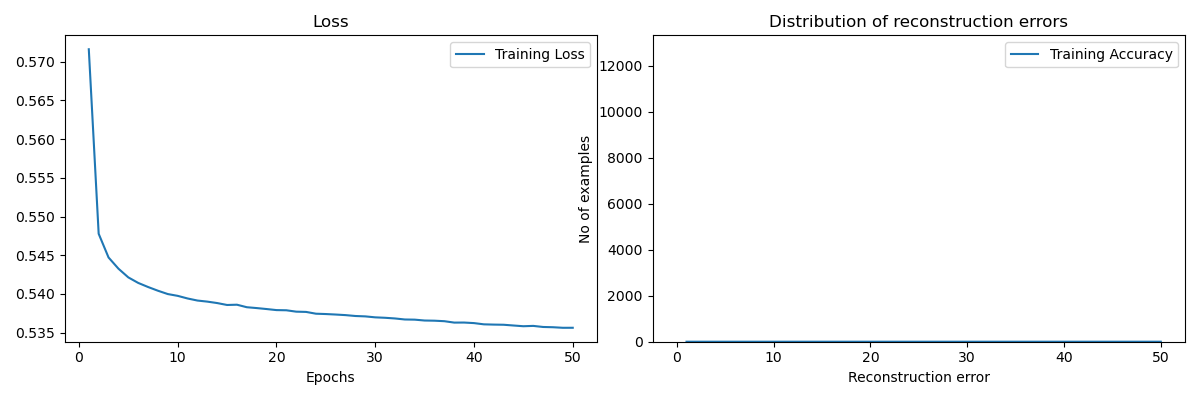 Loss
Training Loss
0.570
0.565
0.560
0.555
0.550
0.545
0.540
0.535
0 10 20 30 40 50
Epochs
Distribution of reconstruction errors
Training Accuracy
12000
10000
8000
6000
4000
2000
0
No of examples
0 10 20 30 40 50
Reconstruction error